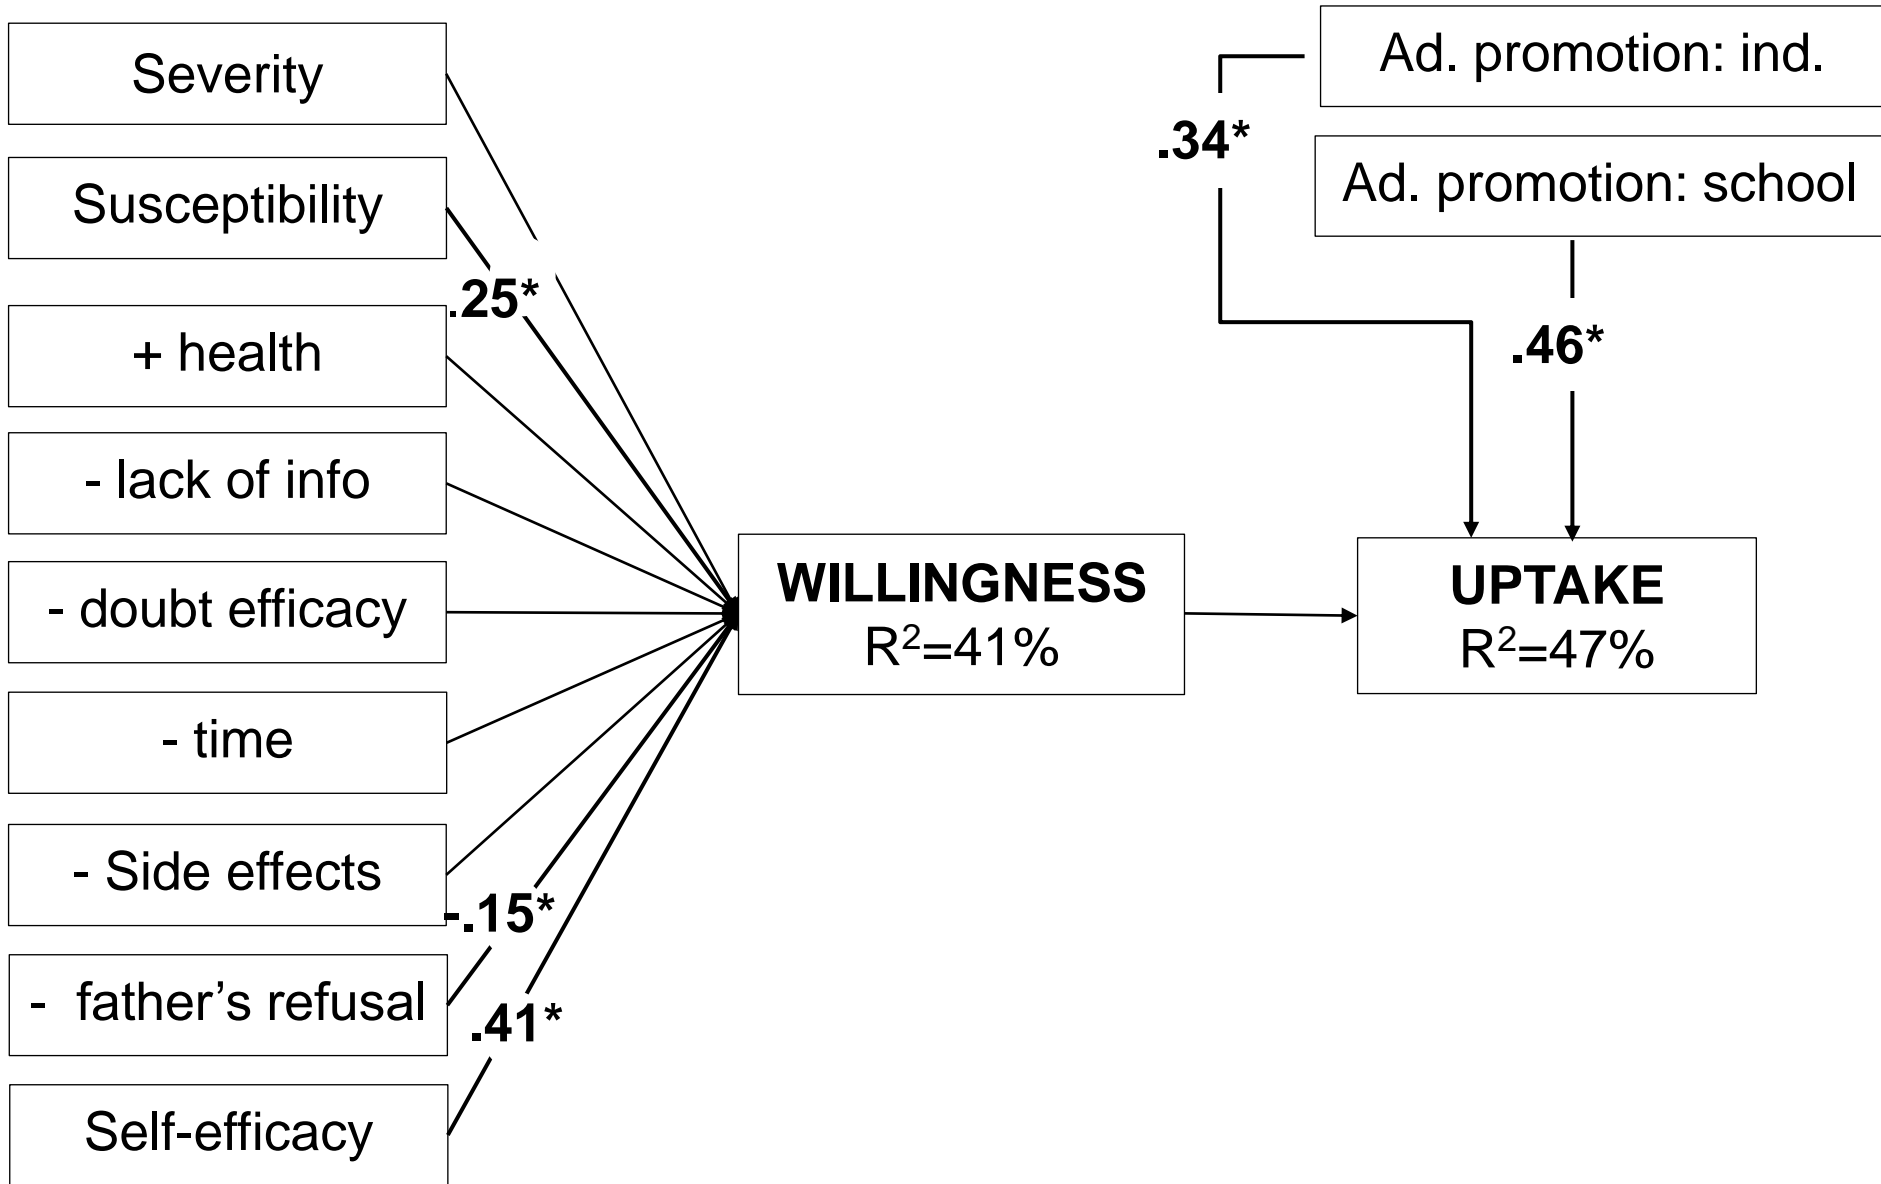 Severity
Susceptibility
+ health
- lack of info
- doubt efficacy
- time
- Side effects
- father’s refusal
Self-efficacy
.25*
-.15*
.41*
WILLINGNESS
R²=41%
Ad. promotion: ind.
Ad. promotion: school
.34*
.46*
UPTAKE
R²=47%